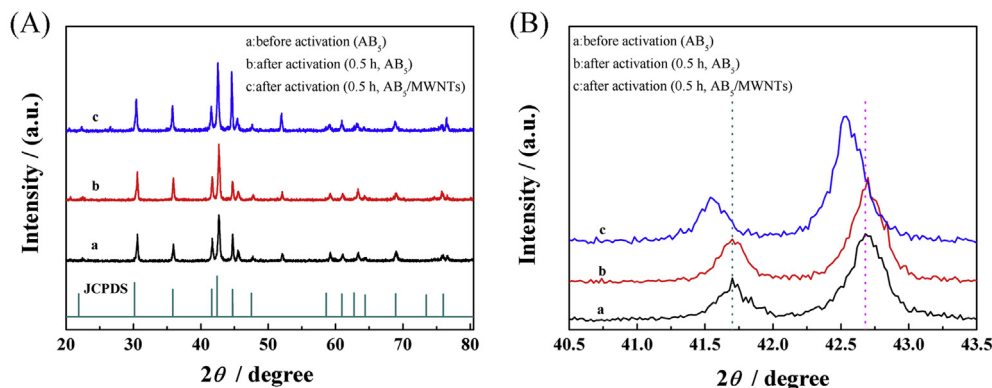 (A)
a:before activation (AB5)
b:after activation (0.5 h, AB5)
c:after activation (0.5 h, AB5/MWNTs)
c
b
a
JCPDS
Intensity / (a.u.)
20 30 40 50 60 70 80
2θ / degree
(B)
a:before activation (AB5)
b:after activation (0.5 h, AB5)
c:after activation (0.5 h, AB5/MWNTs)
c
b
a
Intensity / (a.u.)
40.5 41.0 41.5 42.0 42.5 43.0 43.5
2θ / degree